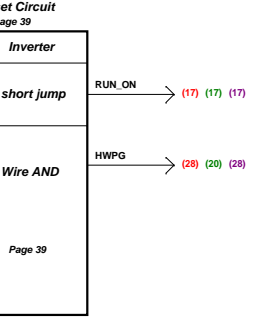 et Circuit
age 39
Inverter
short jump
RUN_ON
(17) (17) (17)
HWPG
(28) (20) (28)
Wire AND
Page 39